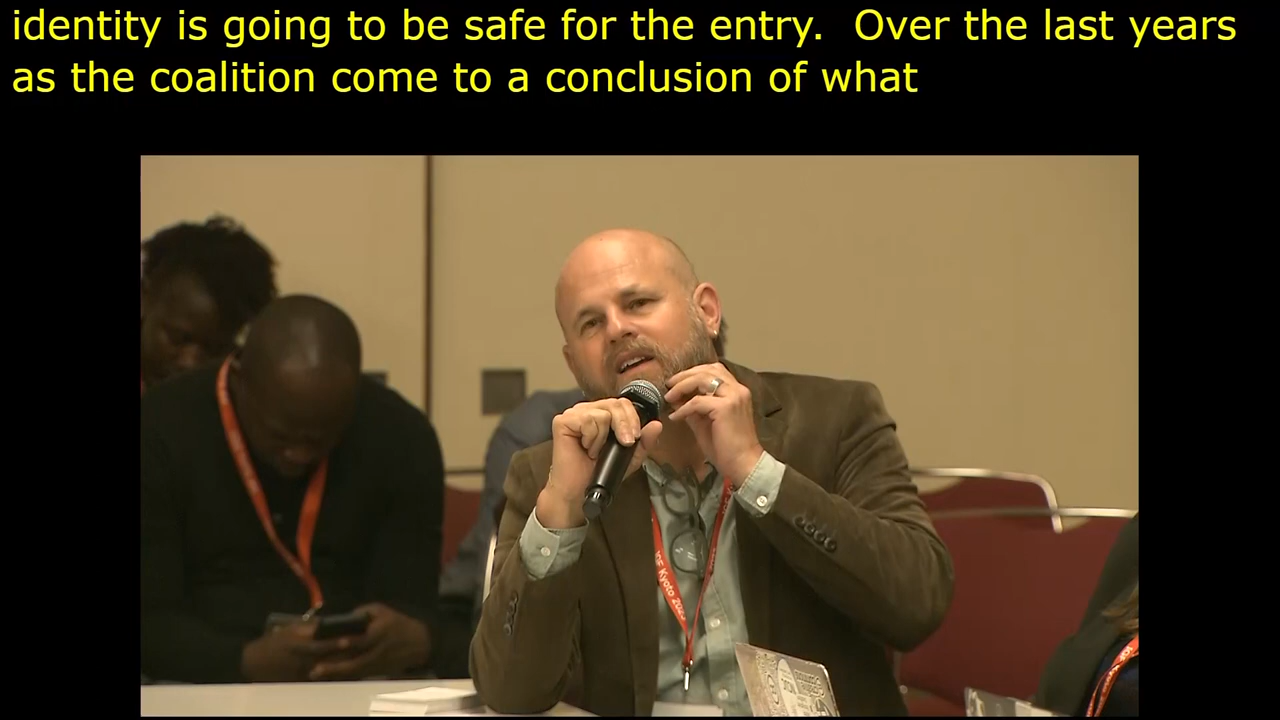 identity is going to be safe for the entry.  Over the last years
as the coalition come to a conclusion of what
Kyoto